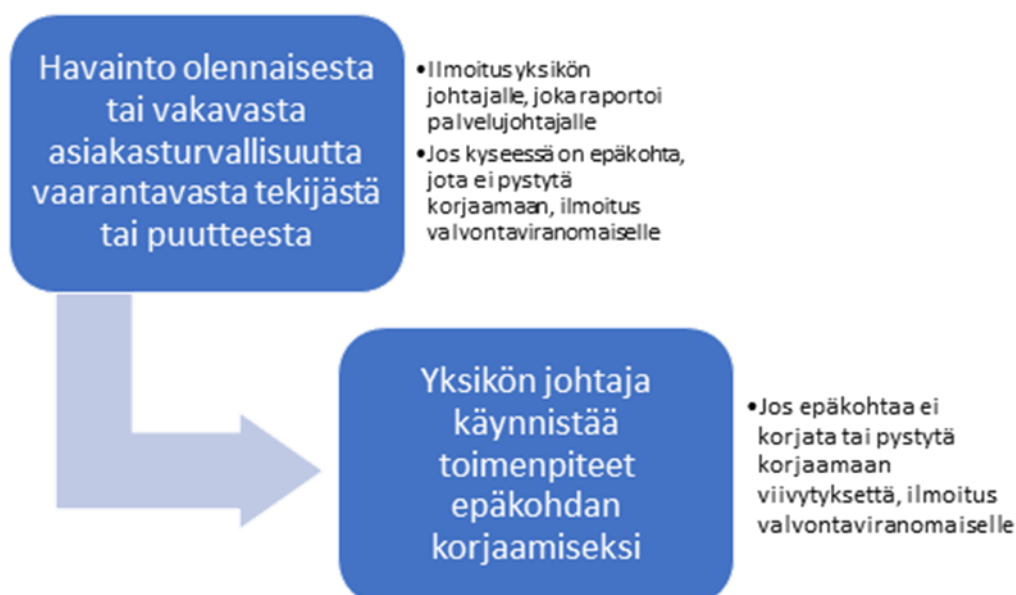 Havainto olennaisesta
tai vakavasta
asiakasturvallisuutta
vaarantavasta tekijästä
tai puutteesta
•Ilmoitus yksikön
johtajalle, joka raportoi
palvelujohtajalle
•Jos kyseessä on epäkohta,
jota ei pystytä
korjaamaan, ilmoitus
valvontaviranomaiselle
Yksikön johtaja
käynnistää
toimenpiteet
epäkohdan
korjaamiseksi
•Jos epäkohtaa ei
korjata tai pystytä
korjaamaan
viivytyksettä, ilmoitus
valvontaviranomaiselle